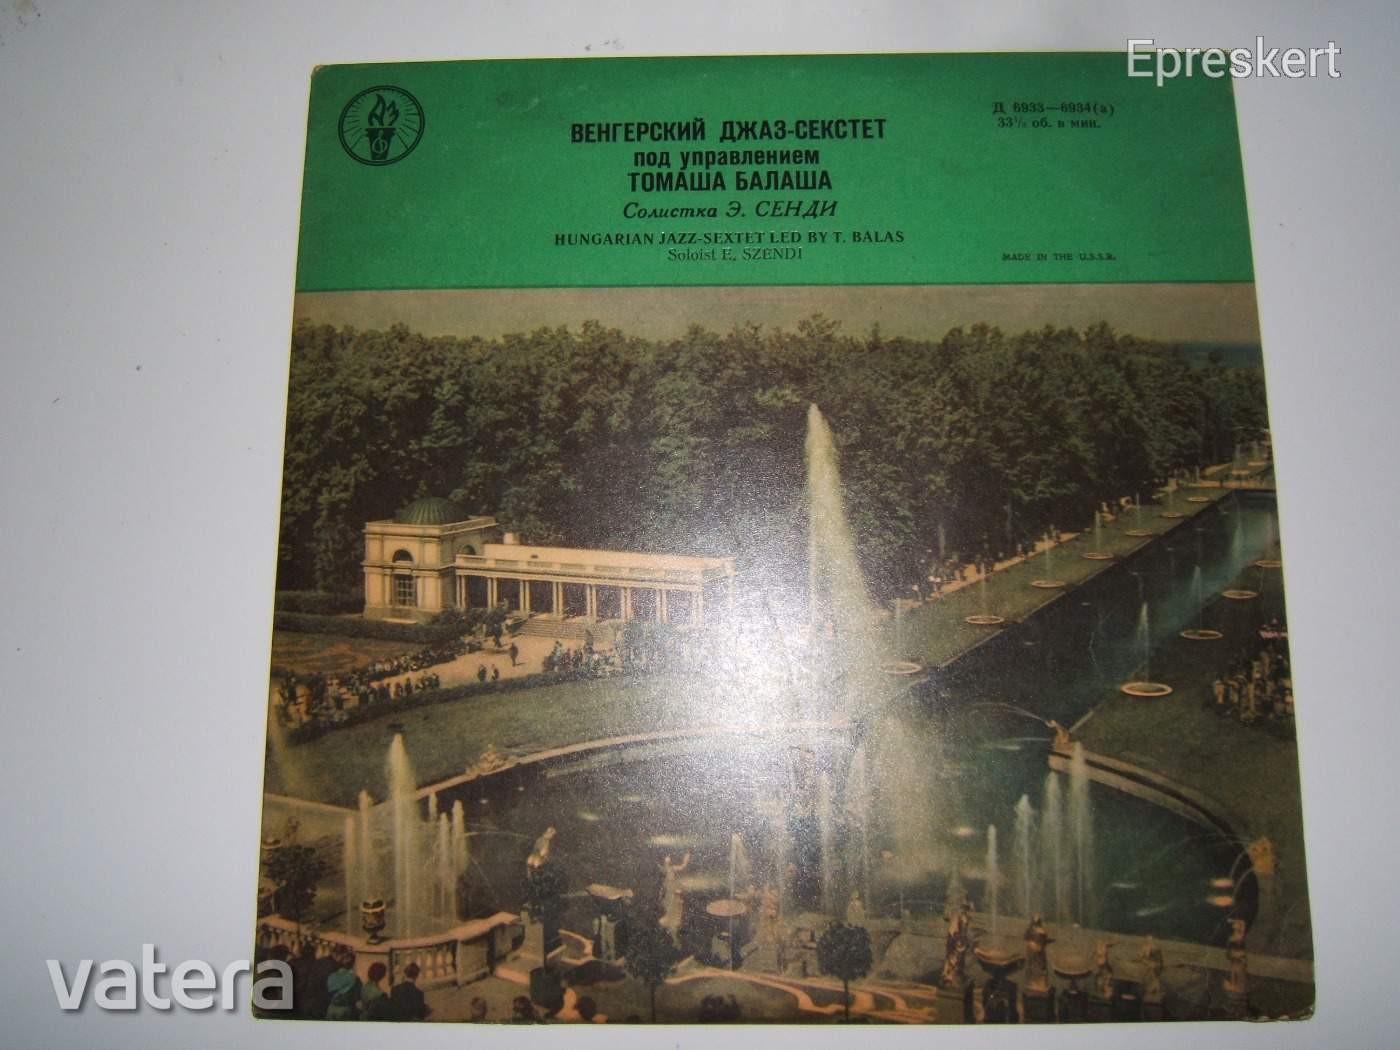 Epreskert
Д 6933—6934(а)
33⅓ об. в мин.
ВЕНГЕРСКИЙ ДЖАЗ-СЕКСТЕТ
под управлением
ТОМАША БАЛАША
Солистка Э. СЕНДИ
HUNGARIAN JAZZ-SEXTET LED BY T. BALAS
Soloist E. SZENDI
MADE IN THE U.S.S.R.
vatera